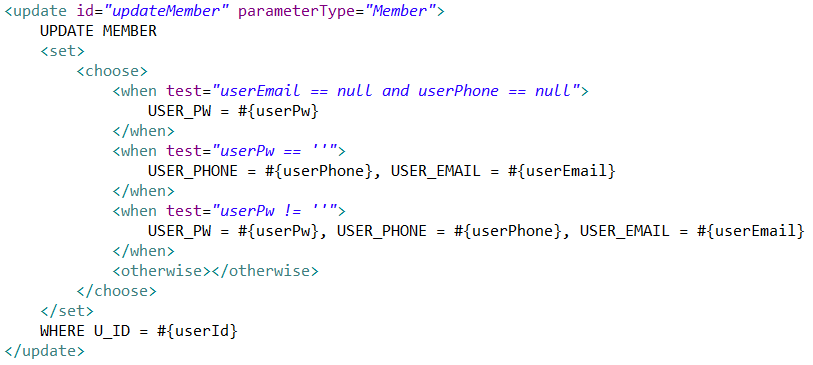 <update id="updateMember" parameterType="Member">
    UPDATE MEMBER
    <set>
        <choose>
            <when test="userEmail == null and userPhone == null">
                USER_PW = #{userPw}
            </when>
            <when test="userPw == ''">
                USER_PHONE = #{userPhone}, USER_EMAIL = #{userEmail}
            </when>
            <when test="userPw != ''">
                USER_PW = #{userPw}, USER_PHONE = #{userPhone}, USER_EMAIL = #{userEmail}
            </when>
            <otherwise></otherwise>
        </choose>
    </set>
    WHERE U_ID = #{userId}
</update>